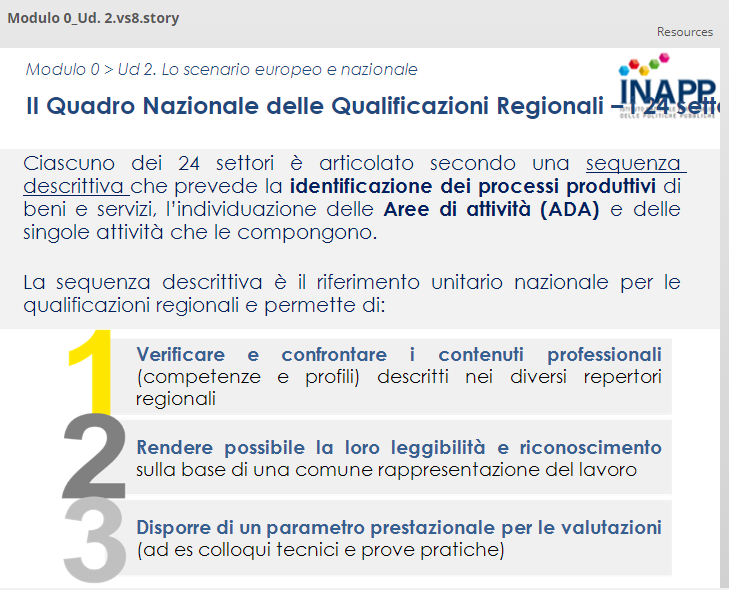 Modulo 0_Ud. 2.vs8.story
Resources
Modulo 0 > Ud 2. Lo scenario europeo e nazionale
INAPP
Il Quadro Nazionale delle Qualificazioni Regionali – I 24 sett
DELLE POLITICHE PUBBLICHE
Ciascuno dei 24 settori è articolato secondo una sequenza
descrittiva che prevede la identificazione dei processi produttivi di
beni e servizi, l’individuazione delle Aree di attività (ADA) e delle
singole attività che le compongono.
La sequenza descrittiva è il riferimento unitario nazionale per le
qualificazioni regionali e permette di:
1
Verificare e confrontare i contenuti professionali
(competenze e profili) descritti nei diversi repertori
regionali
2
Rendere possibile la loro leggibilità e riconoscimento
sulla base di una comune rappresentazione del lavoro
3
Disporre di un parametro prestazionale per le valutazioni
(ad es colloqui tecnici e prove pratiche)